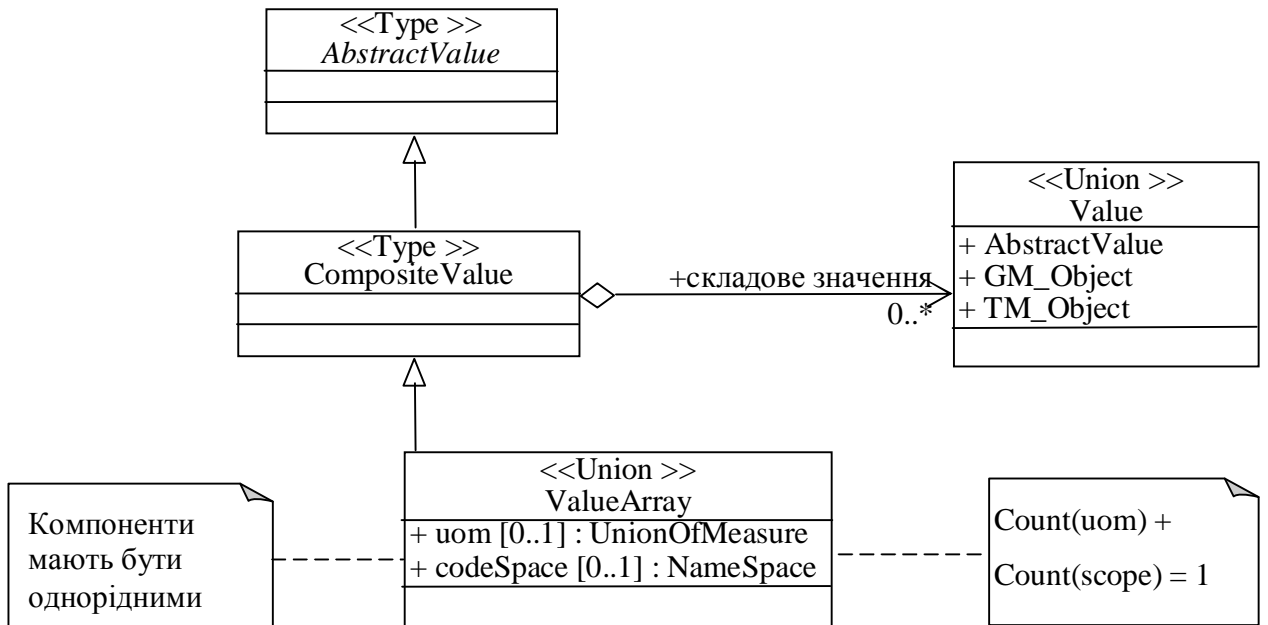 <<Type >>
AbstractValue
<<Union >>
Value
+ AbstractValue
+ GM_Object
+ TM_Object
<<Type >>
CompositeValue
+складове значення
0..*
<<Union >>
ValueArray
+ uom [0..1] : UnionOfMeasure
+ codeSpace [0..1] : NameSpace
Компоненти
мають бути
однорідними
Count(uom) +
Count(scope) = 1